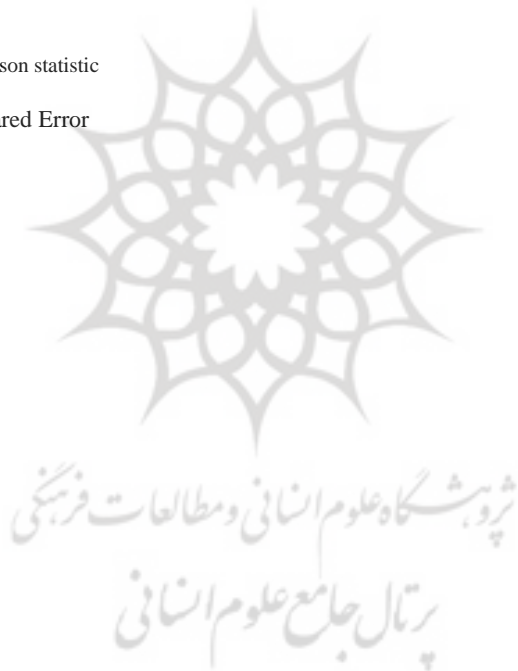 son statistic
red Error
پژوهشگاه علوم انسانی و مطالعات فرهنگی
پرتال جامع علوم انسانی